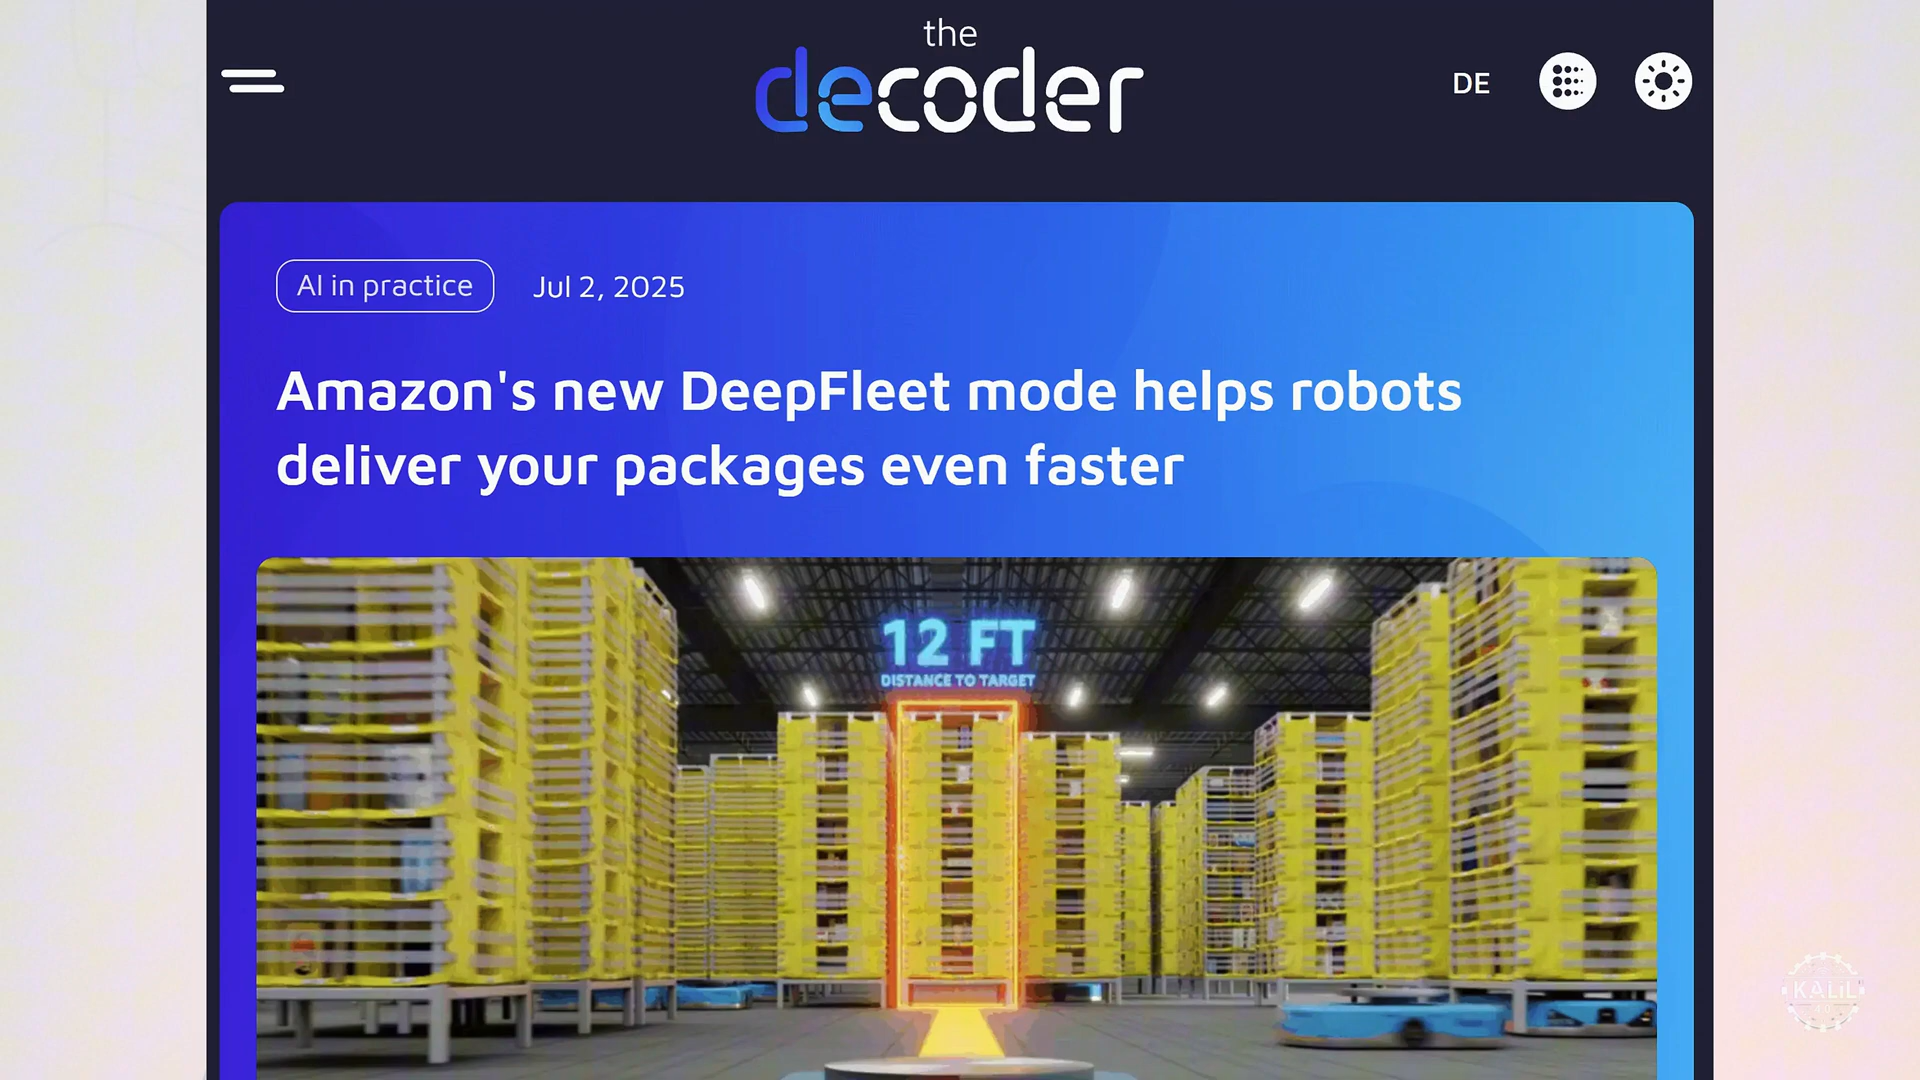 the
decoder
DE
AI in practice
Jul 2, 2025
Amazon's new DeepFleet mode helps robots
deliver your packages even faster
12 FT
DISTANCE TO TARGET
KALIL